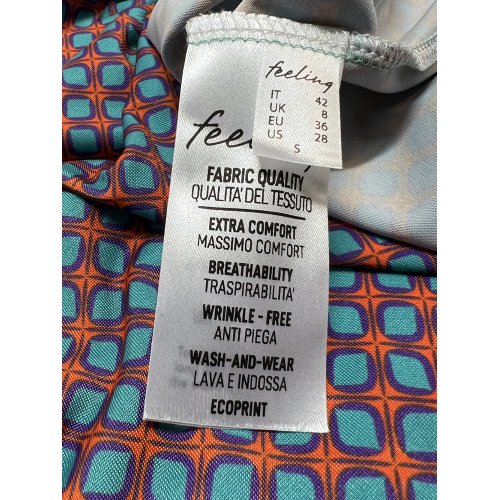 feeling
IT 42
UK 8
EU 36
US 28
S
FABRIC QUALITY
QUALITA' DEL TESSUTO
EXTRA COMFORT
MASSIMO COMFORT
BREATHABILITY
TRASPIRABILITA'
WRINKLE - FREE
ANTI PIEGA
WASH-AND-WEAR
LAVA E INDOSSA
ECOPRINT